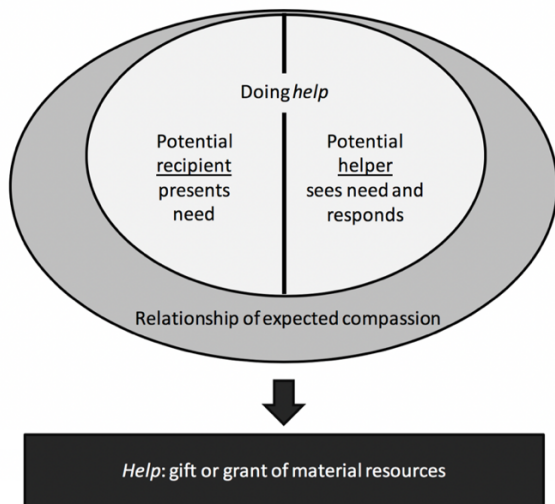 Doing help
Potential
recipient
presents
need
Potential
helper
sees need and
responds
Relationship of expected compassion
Help: gift or grant of material resources